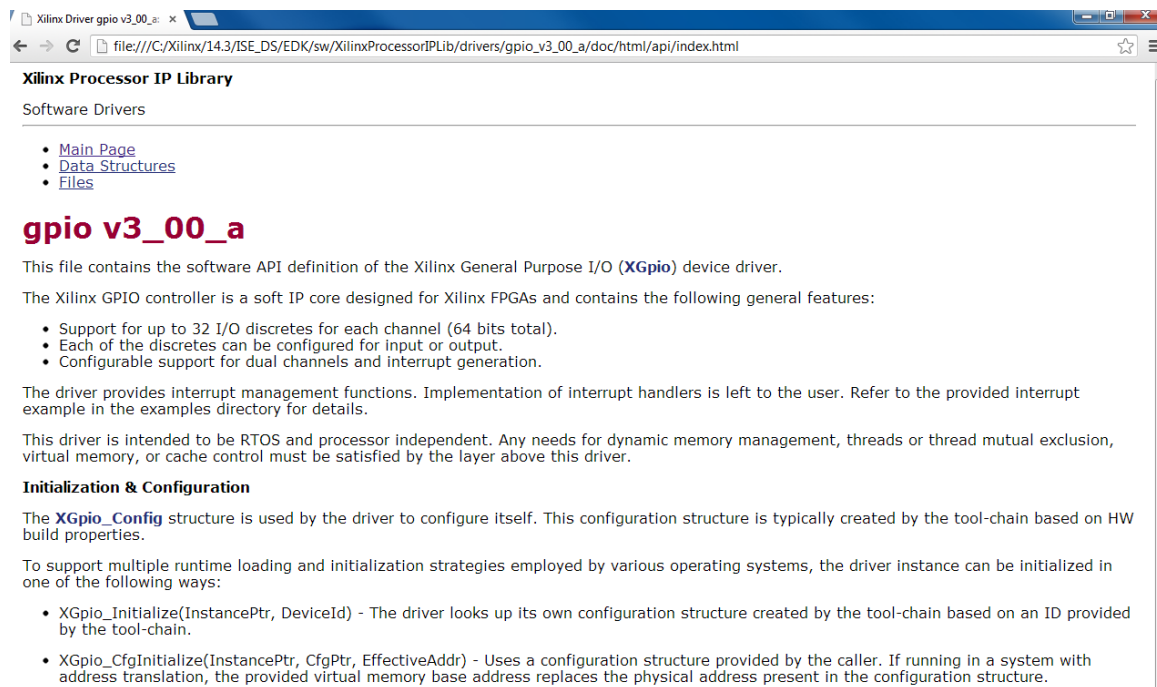 Xilinx Driver gpio v3_00_a:
file:///C:/Xilinx/14.3/ISE_DS/EDK/sw/XilinxProcessorIPLib/drivers/gpio_v3_00_a/doc/html/api/index.html
Xilinx Processor IP Library
Software Drivers
• Main Page
• Data Structures
• Files
gpio v3_00_a
This file contains the software API definition of the Xilinx General Purpose I/O (XGpio) device driver.
The Xilinx GPIO controller is a soft IP core designed for Xilinx FPGAs and contains the following general features:
• Support for up to 32 I/O discretes for each channel (64 bits total).
• Each of the discretes can be configured for input or output.
• Configurable support for dual channels and interrupt generation.
The driver provides interrupt management functions. Implementation of interrupt handlers is left to the user. Refer to the provided interrupt
example in the examples directory for details.
This driver is intended to be RTOS and processor independent. Any needs for dynamic memory management, threads or thread mutual exclusion,
virtual memory, or cache control must be satisfied by the layer above this driver.
Initialization & Configuration
The XGpio_Config structure is used by the driver to configure itself. This configuration structure is typically created by the tool-chain based on HW
build properties.
To support multiple runtime loading and initialization strategies employed by various operating systems, the driver instance can be initialized in
one of the following ways:
• XGpio_Initialize(InstancePtr, DeviceId) - The driver looks up its own configuration structure created by the tool-chain based on an ID provided
by the tool-chain.
• XGpio_CfgInitialize(InstancePtr, CfgPtr, EffectiveAddr) - Uses a configuration structure provided by the caller. If running in a system with
address translation, the provided virtual memory base address replaces the physical address present in the configuration structure.